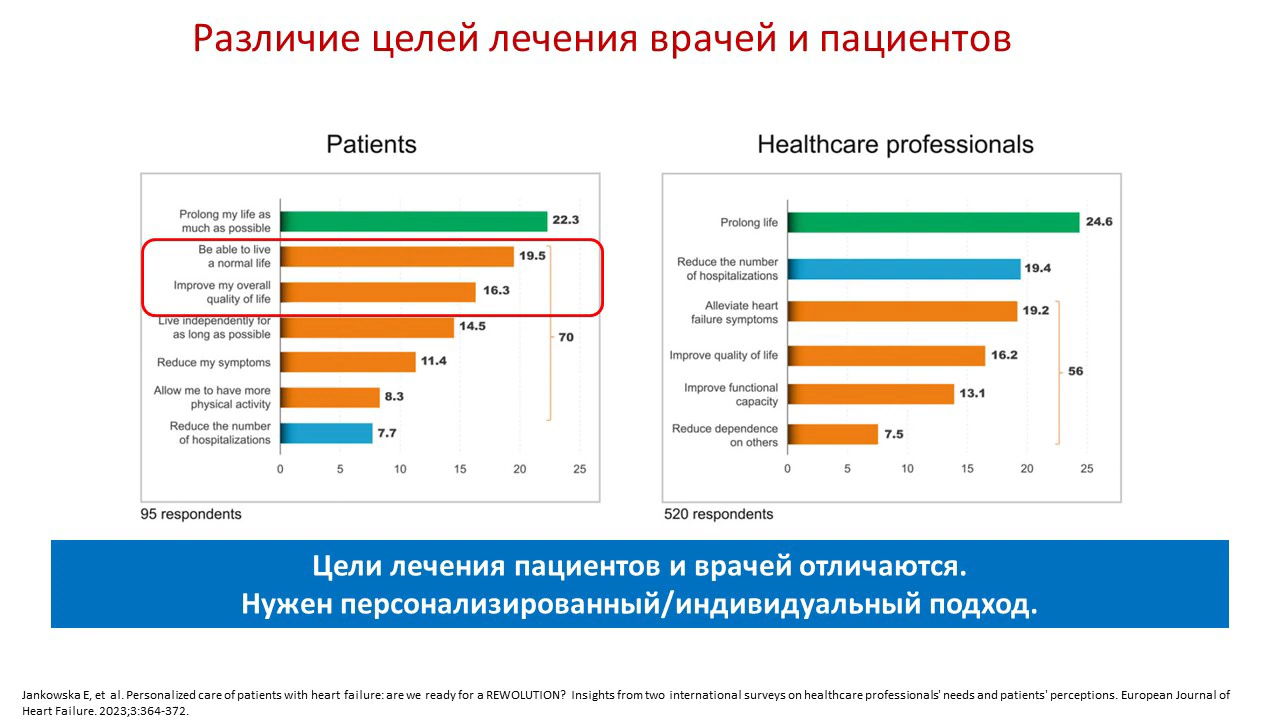 Различие целей лечения врачей и пациентов
Patients
Prolong my life as
much as possible
22.3
Be able to live
a normal life
19.5
Improve my overall
quality of life
16.3
Live independently for
as long as possible
14.5
70
Reduce my symptoms
11.4
Allow me to have more
physical activity
8.3
Reduce the number
of hospitalizations
7.7
0 5 10 15 20 25
95 respondents
Healthcare professionals
Prolong life
24.6
Reduce the number
of hospitalizations
19.4
Alleviate heart
failure symptoms
19.2
Improve quality of life
16.2
56
Improve functional
capacity
13.1
Reduce dependence
on others
7.5
0 5 10 15 20 25
520 respondents
Цели лечения пациентов и врачей отличаются.
Нужен персонализированный/индивидуальный подход.
Jankowska E, et al. Personalized care of patients with heart failure: are we ready for a REWOLUTION? Insights from two international surveys on healthcare professionals' needs and patients' perceptions. European Journal of
Heart Failure. 2023;3:364-372.